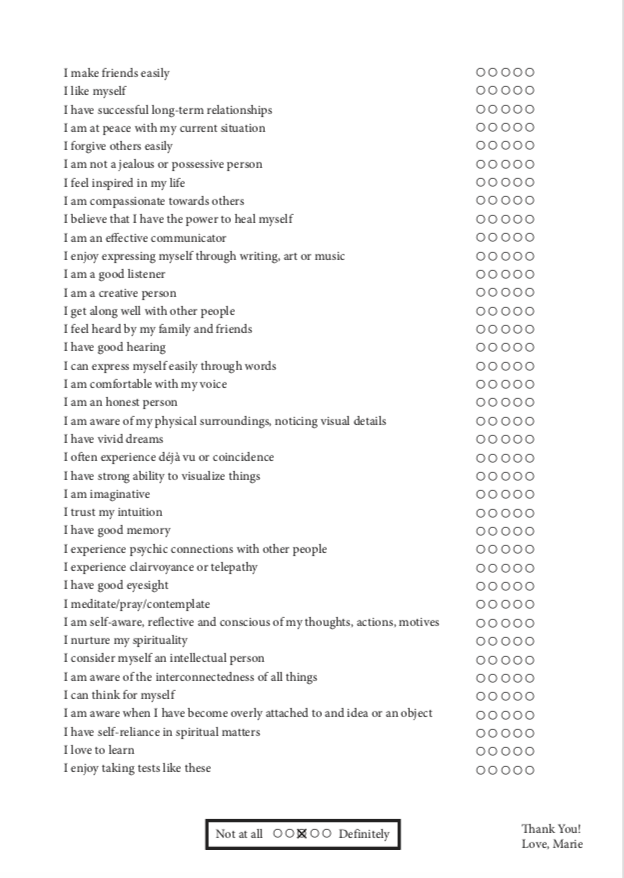 I make friends easily
I like myself
I have successful long-term relationships
I am at peace with my current situation
I forgive others easily
I am not a jealous or possessive person
I feel inspired in my life
I am compassionate towards others
I believe that I have the power to heal myself
I am an effective communicator
I enjoy expressing myself through writing, art or music
I am a good listener
I am a creative person
I get along well with other people
I feel heard by my family and friends
I have good hearing
I can express myself easily through words
I am comfortable with my voice
I am an honest person
I am aware of my physical surroundings, noticing visual details
I have vivid dreams
I often experience déjà vu or coincidence
I have strong ability to visualize things
I am imaginative
I trust my intuition
I have good memory
I experience psychic connections with other people
I experience clairvoyance or telepathy
I have good eyesight
I meditate/pray/contemplate
I am self-aware, reflective and conscious of my thoughts, actions, motives
I nurture my spirituality
I consider myself an intellectual person
I am aware of the interconnectedness of all things
I can think for myself
I am aware when I have become overly attached to and idea or an object
I have self-reliance in spiritual matters
I love to learn
I enjoy taking tests like these
Not at all Definitely
Thank You!
Love, Marie